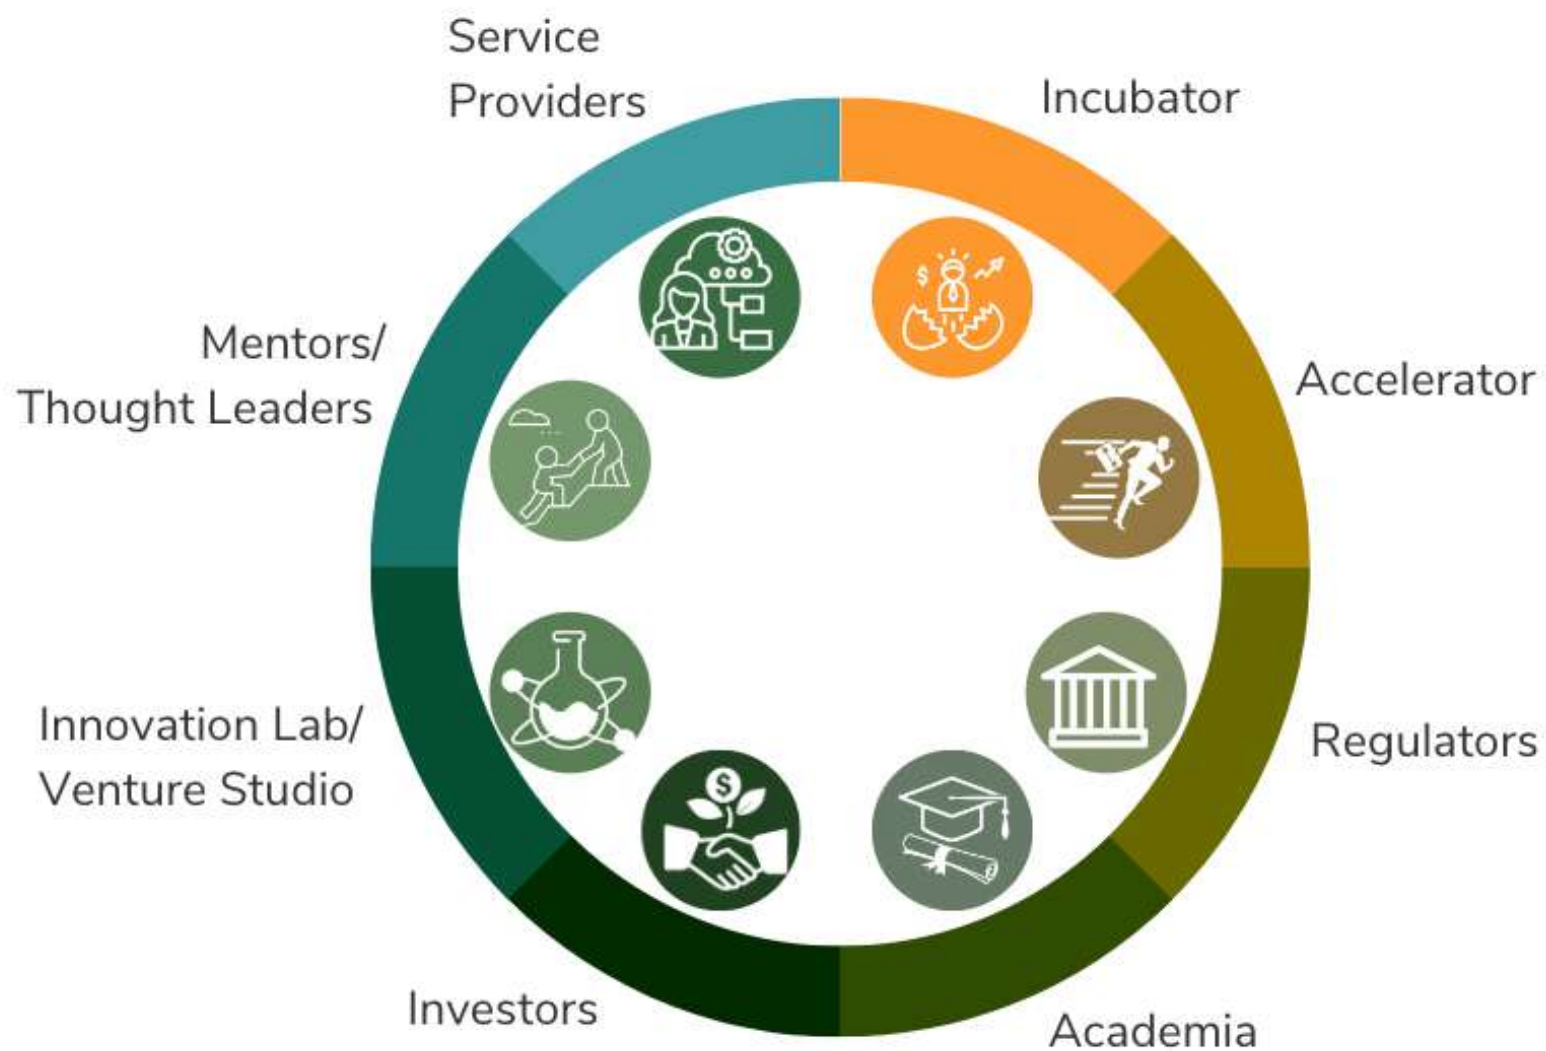 Service
Providers
Incubator
Mentors/
Thought Leaders
Accelerator
$
$
Innovation Lab/
Venture Studio
Regulators
Investors
Academia